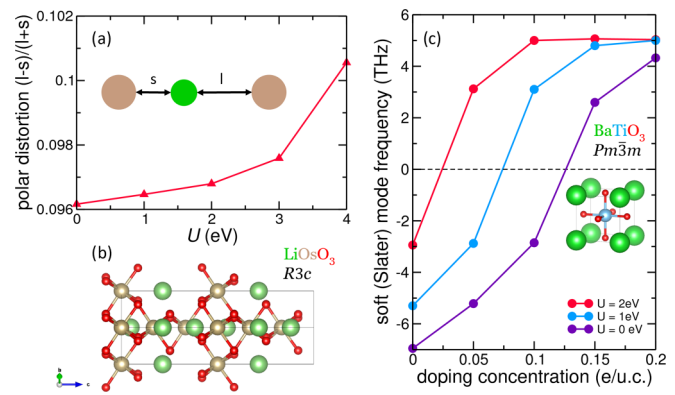 (a)
0.102
0.1
0.098
0.096
polar distortion (l-s)/(l+s)
s
l
0
1
2
3
4
U (eV)
(b)
LiOsO3
R3c
b
c
(c)
6
4
2
0
-2
-4
-6
soft (Slater) mode frequency (THz)
BaTiO3
Pm3̅m
U = 2eV
U = 1eV
U = 0 eV
0
0.05
0.1
0.15
0.2
doping concentration (e/u.c.)